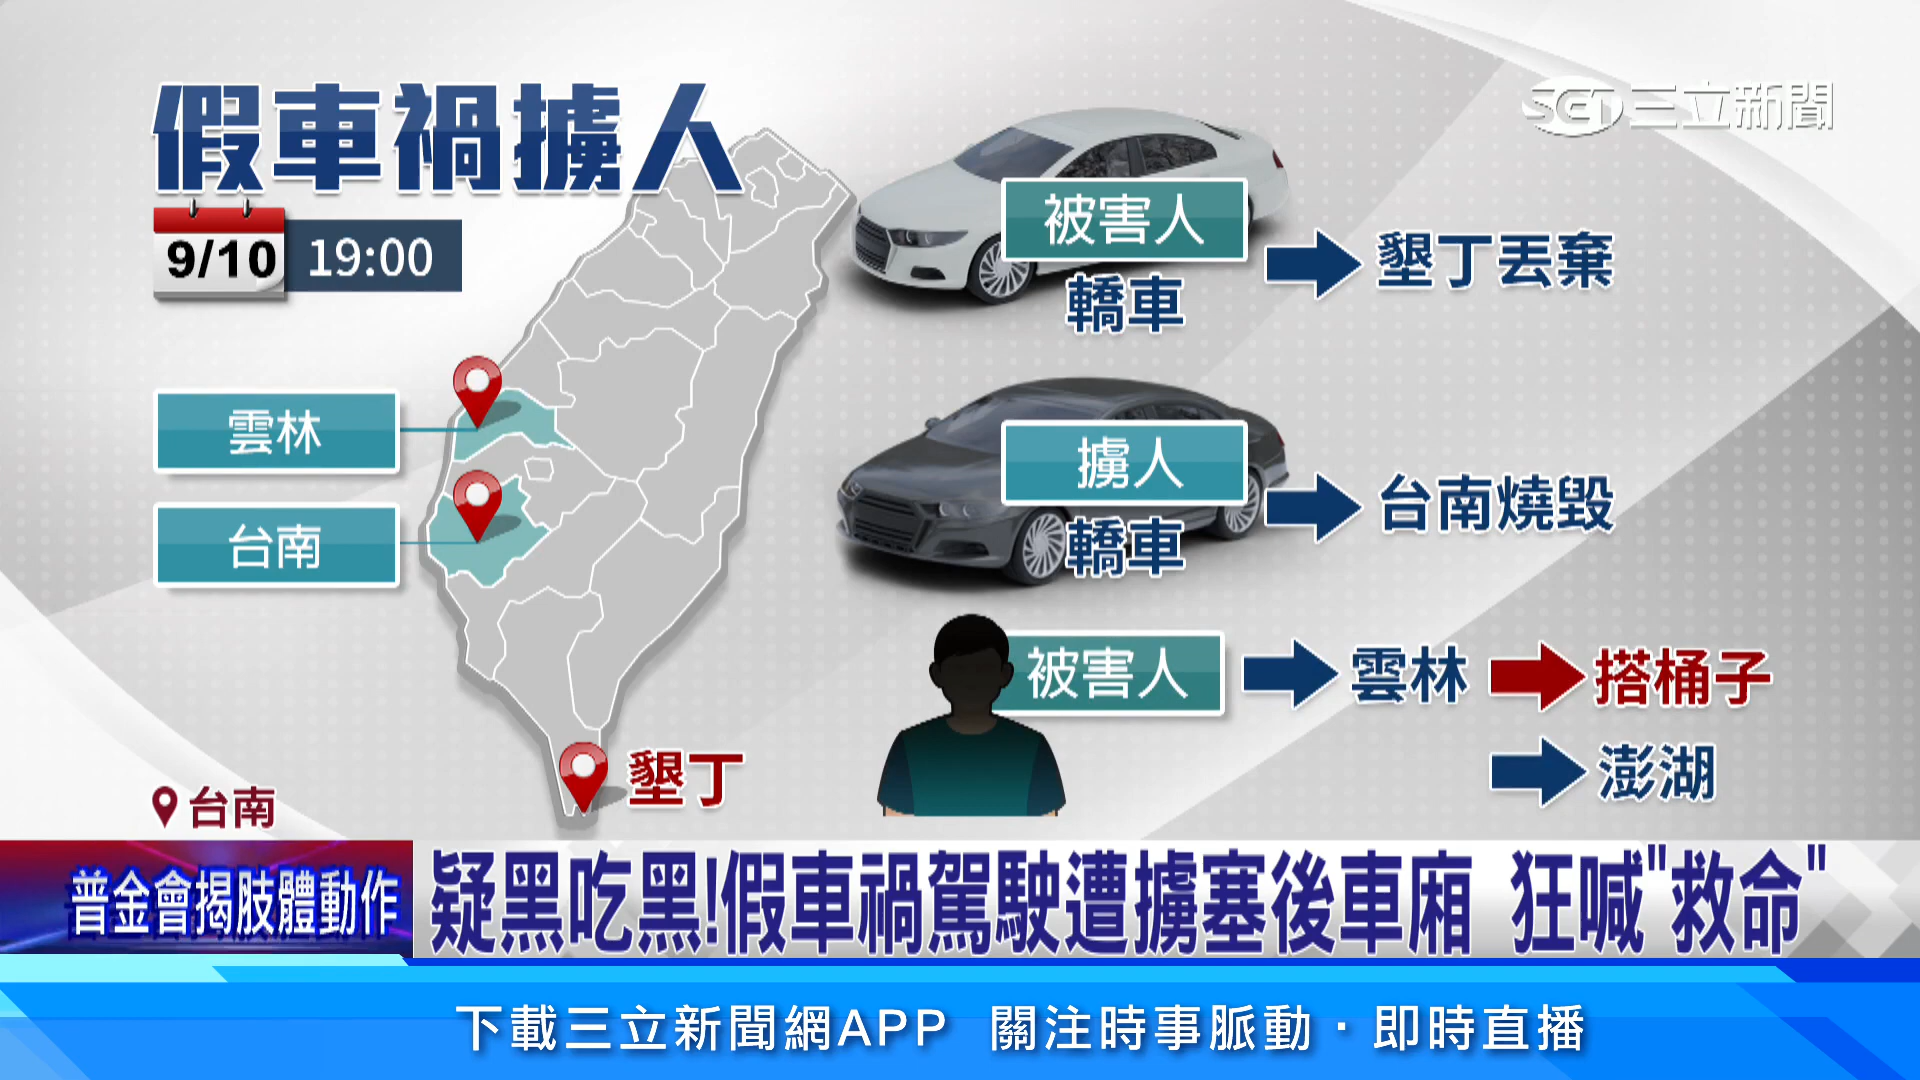 假車禍擄人
SET三立新聞
9/10 19:00
被害人
轎車
墾丁丟棄
雲林
擄人
轎車
台南燒毀
台南
被害人
雲林
搭桶子
澎湖
墾丁
台南
普金會揭肢體動作
疑黑吃黑!假車禍駕駛遭擄塞後車廂 狂喊"救命"
下載三立新聞網APP 關注時事脈動·即時直播